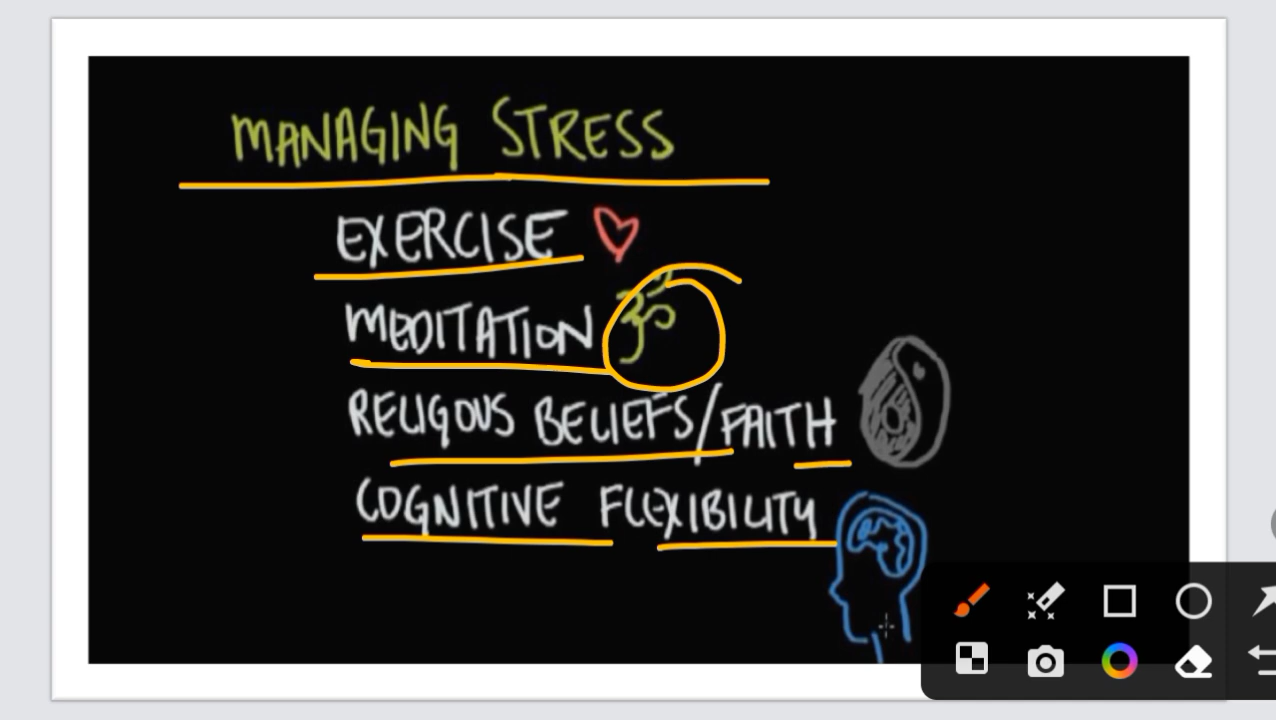 MANAGING STRESS
EXERCISE
MEDITATION ॐ
RELIGOUS BELIEFS/FAITH
COGNITIVE FLEXIBILITY